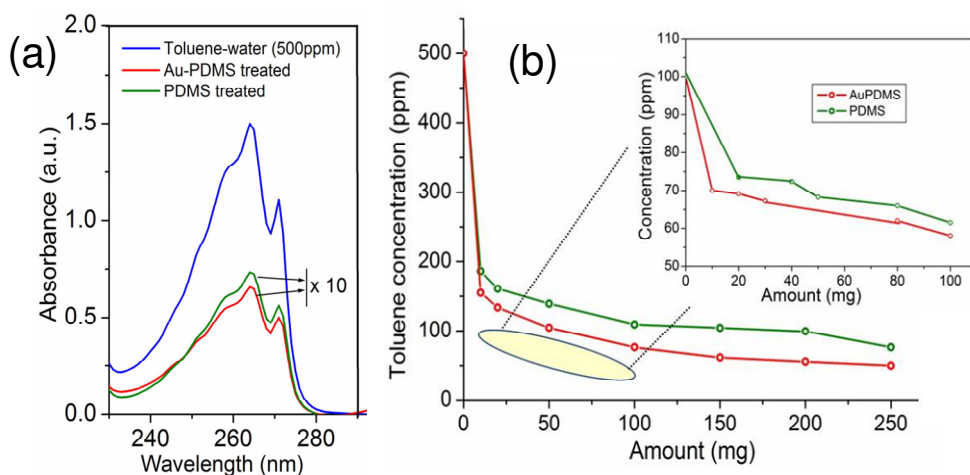 (a)
2.0
1.5
1.0
0.5
0.0
Absorbance (a.u.)
Toluene-water (500ppm)
Au-PDMS treated
PDMS treated
x 10
240
260
280
Wavelength (nm)
(b)
500
400
300
200
150
100
50
0
Toluene concentration (ppm)
0
50
100
150
200
250
Amount (mg)
110
100
90
80
70
60
50
Concentration (ppm)
AuPDMS
PDMS
0
20
40
60
80
100
Amount (mg)